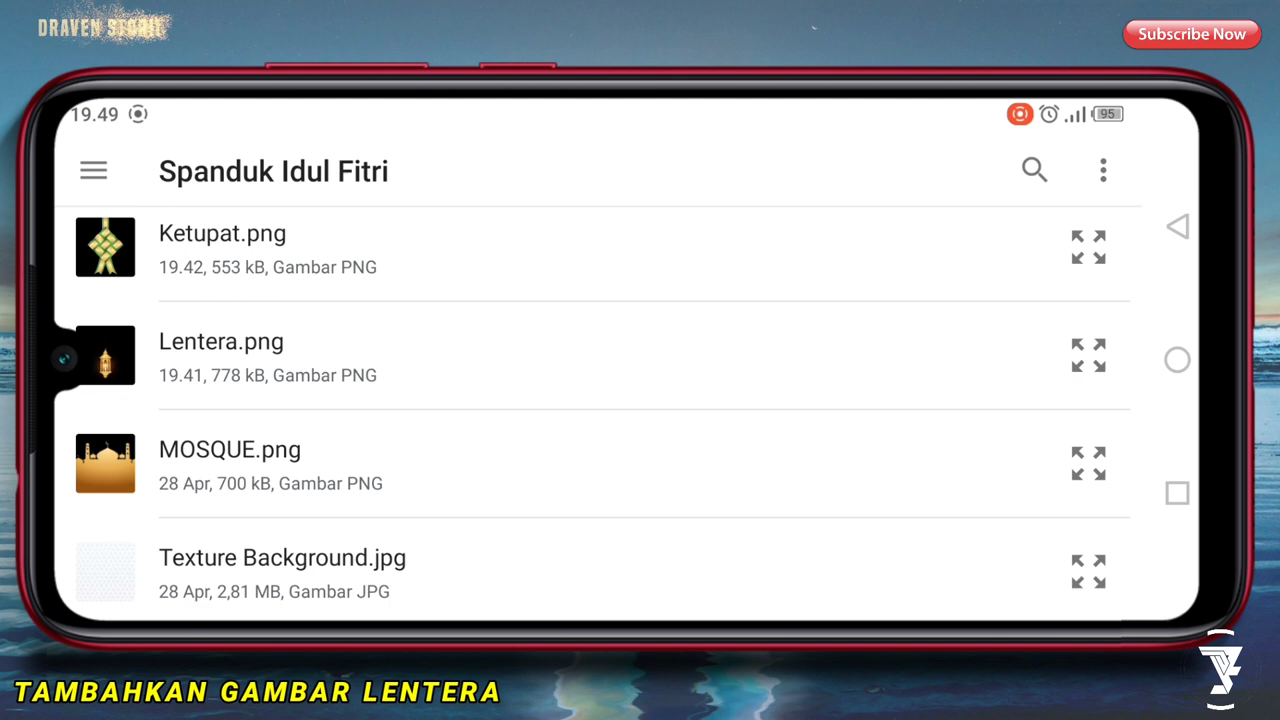 DRAVEN STORII
Subscribe Now
19.49
95
Spanduk Idul Fitri
Ketupat.png
19.42, 553 kB, Gambar PNG
Lentera.png
19.41, 778 kB, Gambar PNG
MOSQUE.png
28 Apr, 700 kB, Gambar PNG
Texture Background.jpg
28 Apr, 2,81 MB, Gambar JPG
TAMBAHKAN GAMBAR LENTERA